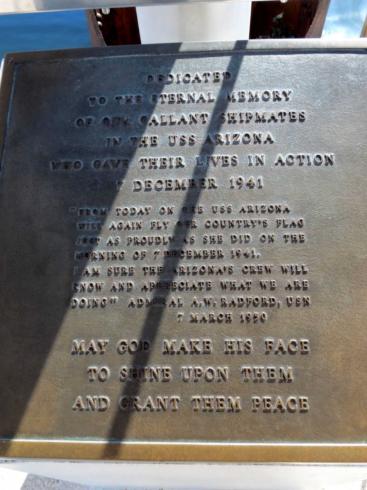 DEDICATED
TO THE ETERNAL MEMORY
OF OUR GALLANT SHIPMATES
IN THE USS ARIZONA
WHO GAVE THEIR LIVES IN ACTION
7 DECEMBER 1941
"FROM TODAY ON THE USS ARIZONA
WILL AGAIN FLY OUR COUNTRY'S FLAG
JUST AS PROUDLY AS SHE DID ON THE
MORNING OF 7 DECEMBER 1941.
I AM SURE THE ARIZONA'S CREW WILL
KNOW AND APPRECIATE WHAT WE ARE
DOING" ADMIRAL A.W. RADFORD, USN
7 MARCH 1950
MAY GOD MAKE HIS FACE
TO SHINE UPON THEM
AND GRANT THEM PEACE